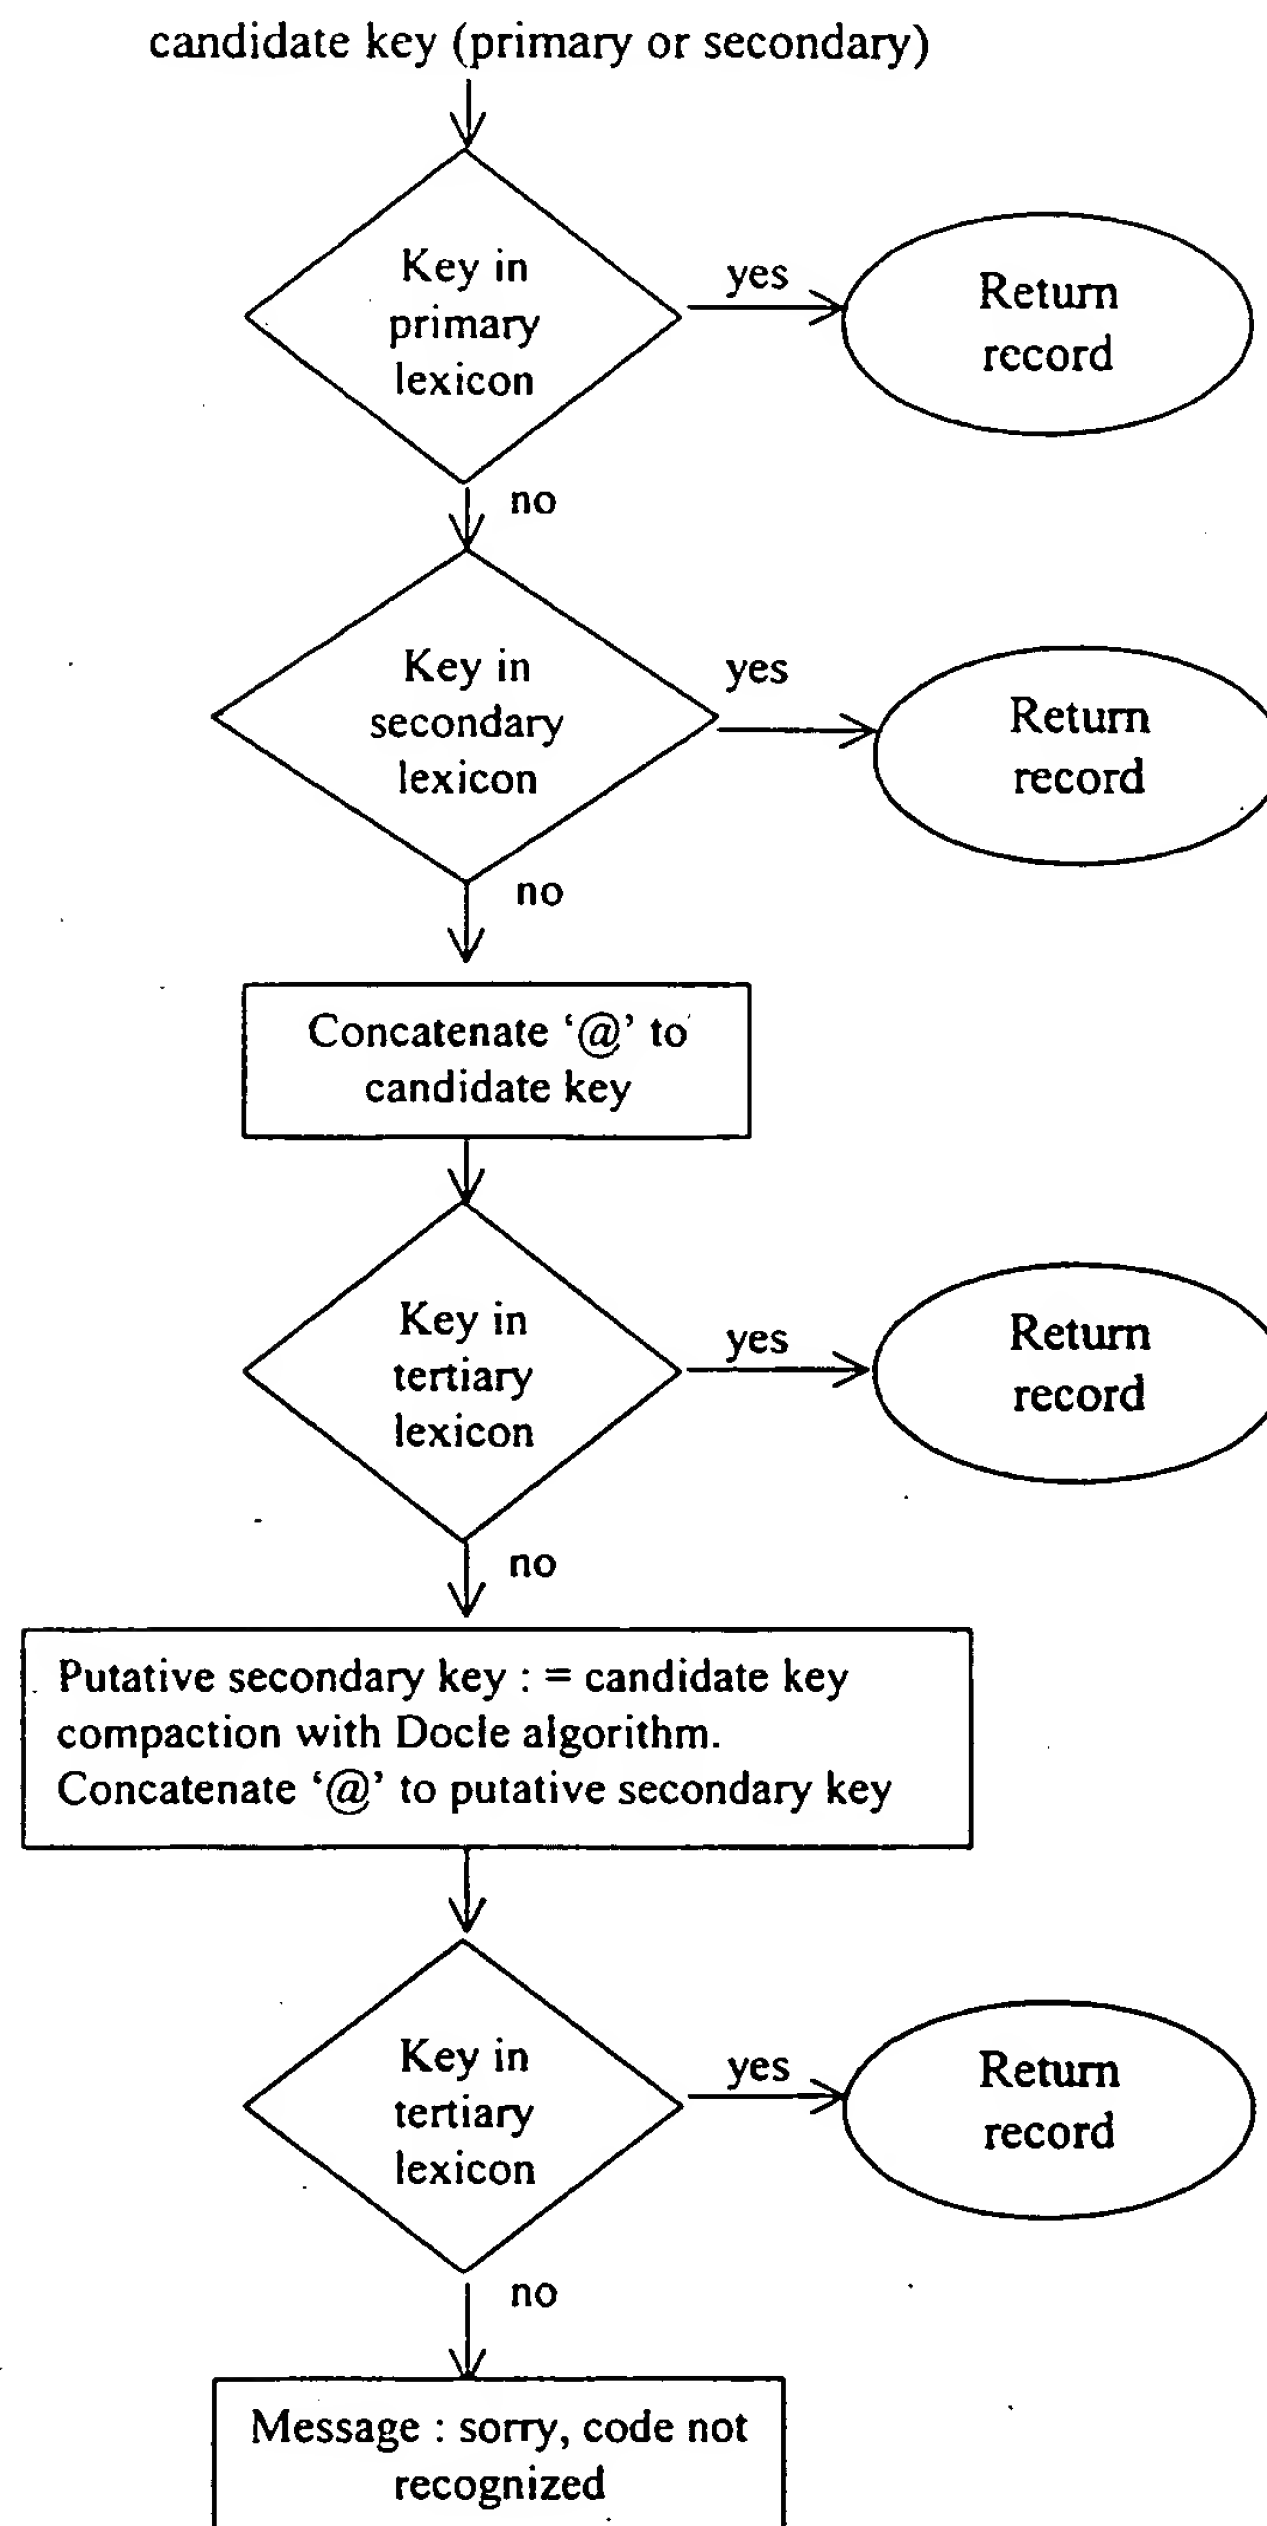 candidate key (primary or secondary)
Key in
primary
lexicon
yes
Return
record
no
Key in
secondary
lexicon
yes
Return
record
no
Concatenate ‘@’ to
candidate key
Key in
tertiary
lexicon
yes
Return
record
no
Putative secondary key : = candidate key
compaction with Docle algorithm.
Concatenate ‘@’ to putative secondary key
Key in
tertiary
lexicon
yes
Return
record
no
Message : sorry, code not
recognized